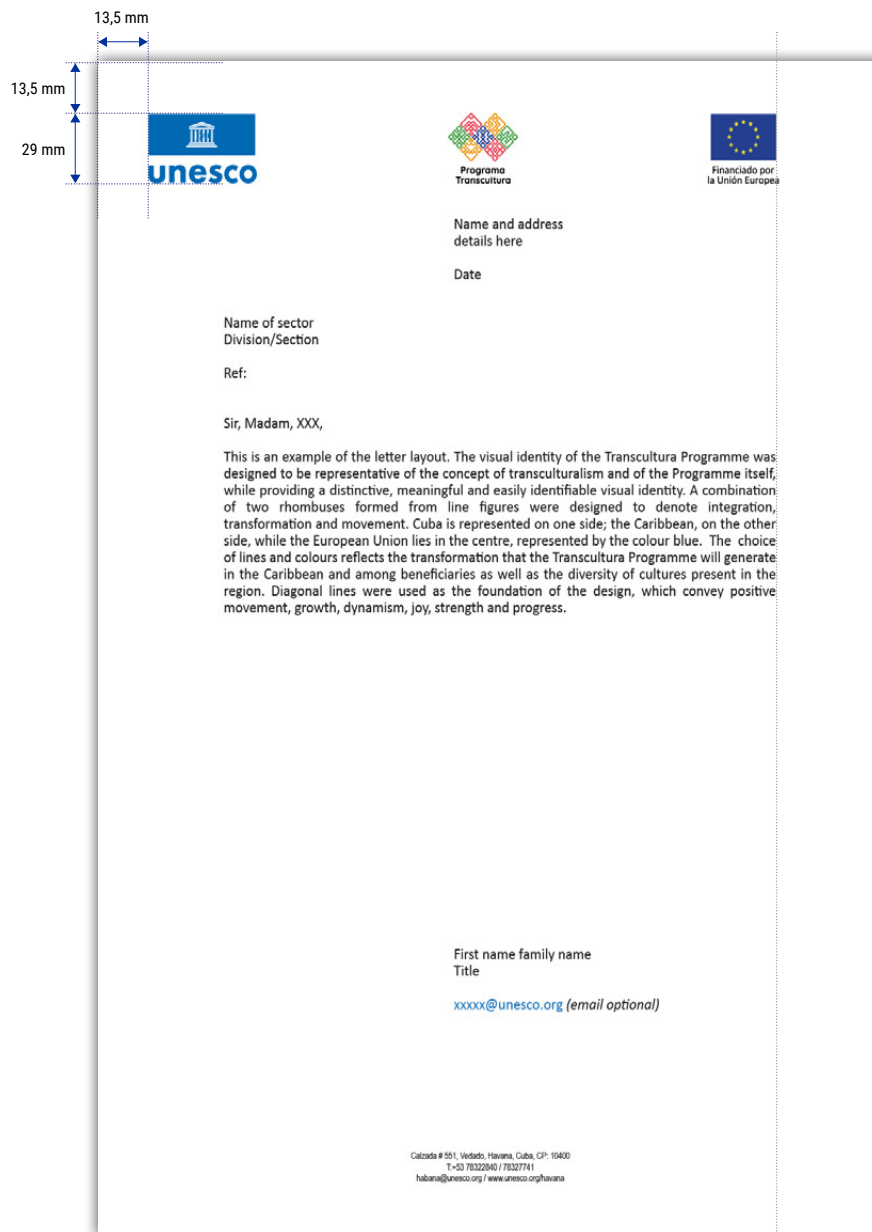 13,5 mm
13,5 mm
29 mm
unesco
Programa
Transcultura
Financiado por
la Unión Europea
Name and address
details here
Date
Name of sector
Division/Section
Ref:
Sir, Madam, XXX,
This is an example of the letter layout. The visual identity of the Transcultura Programme was
designed to be representative of the concept of transculturalism and of the Programme itself,
while providing a distinctive, meaningful and easily identifiable visual identity. A combination
of two rhombuses formed from line figures were designed to denote integration,
transformation and movement. Cuba is represented on one side; the Caribbean, on the other
side, while the European Union lies in the centre, represented by the colour blue. The choice
of lines and colours reflects the transformation that the Transcultura Programme will generate
in the Caribbean and among beneficiaries as well as the diversity of cultures present in the
region. Diagonal lines were used as the foundation of the design, which convey positive
movement, growth, dynamism, joy, strength and progress.
First name family name
Title
xxxxx@unesco.org (email optional)
Calzada # 551, Vedado, Havana, Cuba, CP: 10400
T:+53 78322840 / 78327741
habana@unesco.org / www.unesco.org/havana